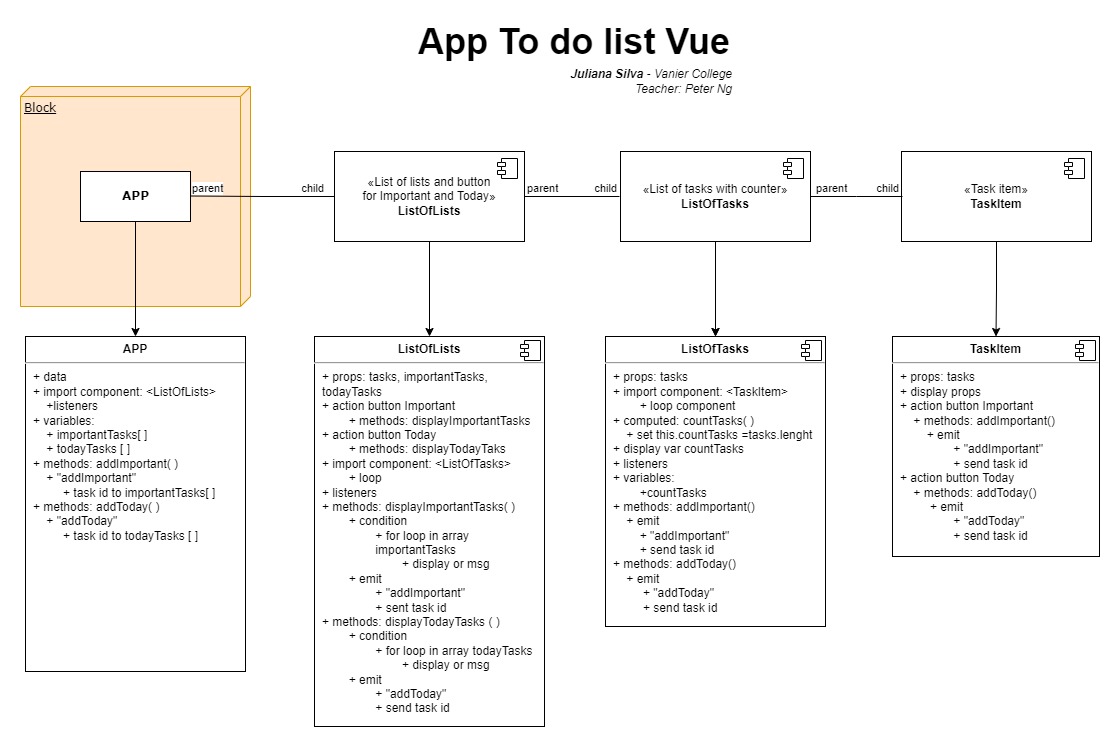 App To do list Vue
Juliana Silva - Vanier College
Teacher: Peter Ng
Block
APP
parent
child
«List of lists and button
for Important and Today»
ListOfLists
parent
child
«List of tasks with counter»
ListOfTasks
parent
child
«Task item»
TaskItem
APP
+ data
+ import component: <ListOfLists>
+listeners
+ variables:
+ importantTasks[ ]
+ todayTasks [ ]
+ methods: addImportant( )
+ "addImportant"
+ task id to importantTasks[ ]
+ methods: addToday( )
+ "addToday"
+ task id to todayTasks [ ]
ListOfLists
+ props: tasks, importantTasks,
todayTasks
+ action button Important
+ methods: displayImportantTasks
+ action button Today
+ methods: displayTodayTaks
+ import component: <ListOfTasks>
+ loop
+ listeners
+ methods: displayImportantTasks( )
+ condition
+ for loop in array
importantTasks
+ display or msg
+ emit
+ "addImportant"
+ sent task id
+ methods: displayTodayTasks ( )
+ condition
+ for loop in array todayTasks
+ display or msg
+ emit
+ "addToday"
+ send task id
ListOfTasks
+ props: tasks
+ import component: <TaskItem>
+ loop component
+ computed: countTasks( )
+ set this.countTasks =tasks.lenght
+ display var countTasks
+ listeners
+ variables:
+countTasks
+ methods: addImportant()
+ emit
+ "addImportant"
+ send task id
+ methods: addToday()
+ emit
+ "addToday"
+ send task id
TaskItem
+ props: tasks
+ display props
+ action button Important
+ methods: addImportant()
+ emit
+ "addImportant"
+ send task id
+ action button Today
+ methods: addToday()
+ emit
+ "addToday"
+ send task id